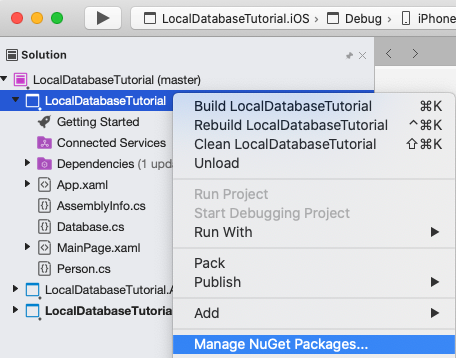 LocalDatabaseTutorial.iOS > Debug > iPhone
Solution
LocalDatabaseTutorial (master)
LocalDatabaseTutorial
Getting Started
Connected Services
Dependencies (1 upda
App.xaml
AssemblyInfo.cs
Database.cs
MainPage.xaml
Person.cs
LocalDatabaseTutorial.A
LocalDatabaseTutoria
Build LocalDatabaseTutorial ⌘K
Rebuild LocalDatabaseTutorial ⌃⌘K
Clean LocalDatabaseTutorial ⇧⌘K
Unload
Run Project
Start Debugging Project
Run With
Pack
Publish
Add
Manage NuGet Packages...